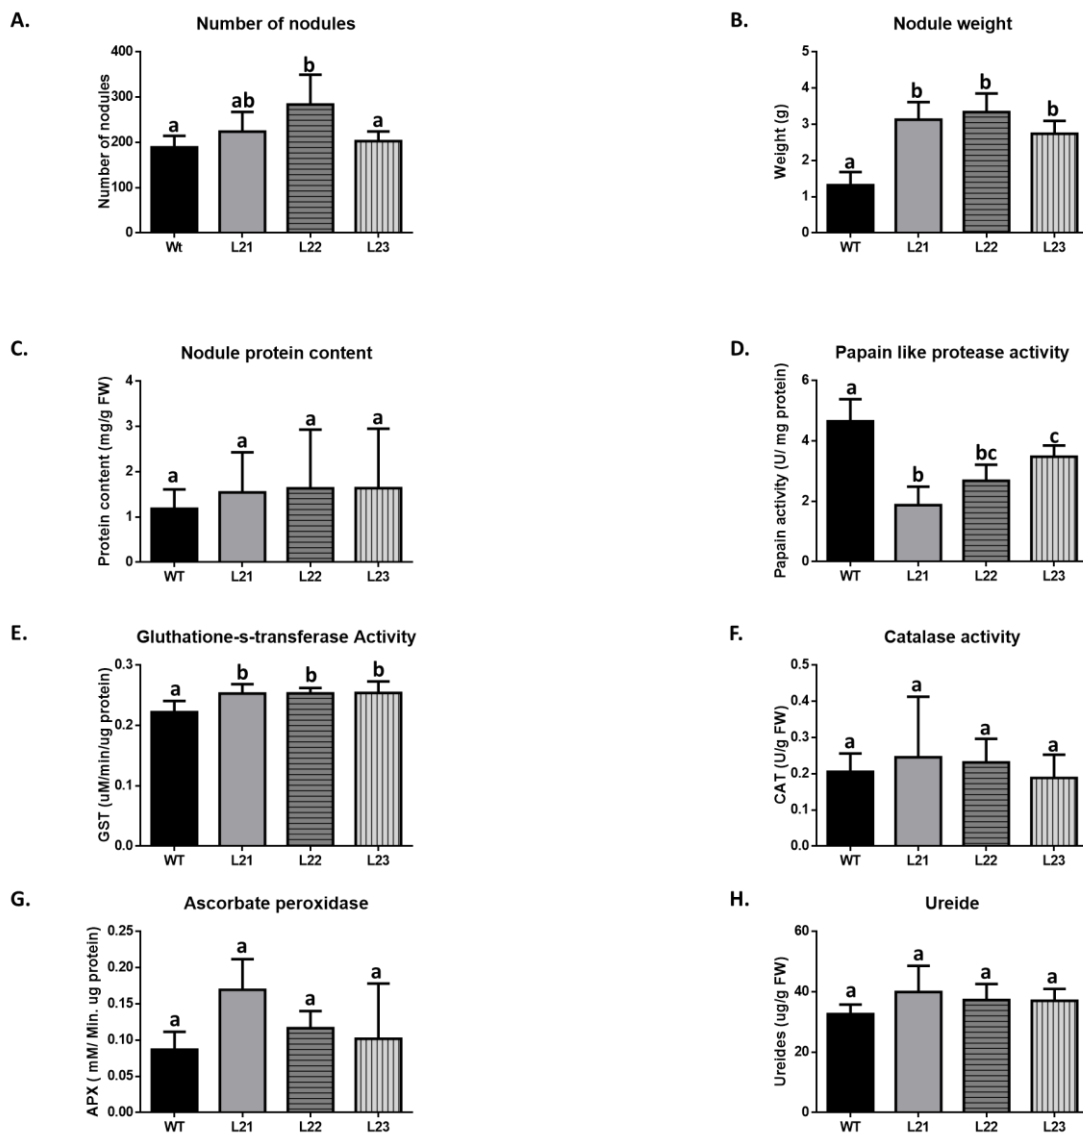 A.
Number of nodules
Number of nodules
400
300
200
100
0
a
ab
b
a
Wt
L21
L22
L23
B.
Nodule weight
Weight (g)
5
4
3
2
1
0
a
b
b
b
WT
L21
L22
L23
C.
Nodule protein content
Protein content (mg/g FW)
4
3
2
1
0
a
a
a
a
WT
L21
L22
L23
D.
Papain like protease activity
Papain activity (U/ mg protein)
6
4
2
0
a
b
bc
c
WT
L21
L22
L23
E.
Gluthatione-s-transferase Activity
GST (uM/min/ug protein)
0.3
0.2
0.1
0.0
a
b
b
b
WT
L21
L22
L23
F.
Catalase activity
CAT (U/g FW)
0.5
0.4
0.3
0.2
0.1
0.0
a
a
a
a
WT
L21
L22
L23
G.
Ascorbate peroxidase
APX ( mM/ Min. ug protein)
0.25
0.20
0.15
0.10
0.05
0.00
a
a
a
a
WT
L21
L22
L23
H.
Ureide
Ureides (ug/g FW)
60
40
20
0
a
a
a
a
WT
L21
L22
L23